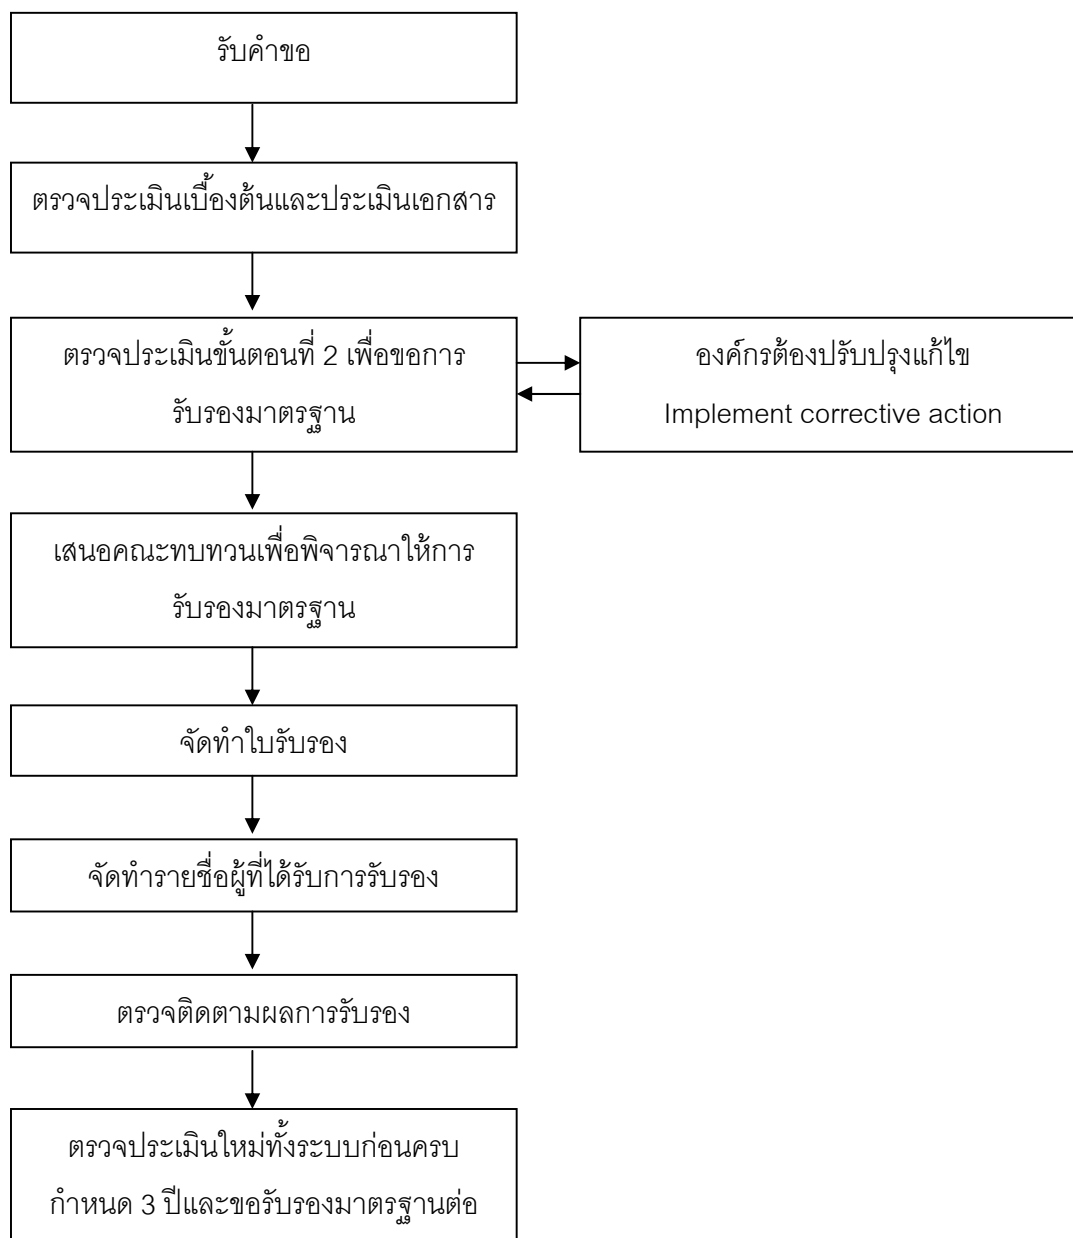 รับคำขอ
ตรวจประเมินเบื้องต้นและประเมินเอกสาร
ตรวจประเมินขั้นตอนที่ 2 เพื่อขอการ
รับรองมาตรฐาน
องค์กรต้องปรับปรุงแก้ไข
Implement corrective action
เสนอคณะทบทวนเพื่อพิจารณาให้การ
รับรองมาตรฐาน
จัดทำใบรับรอง
จัดทำรายชื่อผู้ที่ได้รับการรับรอง
ตรวจติดตามผลการรับรอง
ตรวจประเมินใหม่ทั้งระบบก่อนครบ
กำหนด 3 ปีและขอรับรองมาตรฐานต่อ